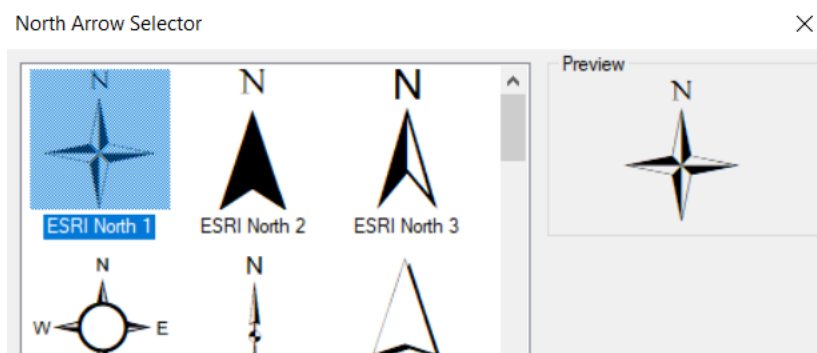 North Arrow Selector
Preview
N N N N
ESRI North 1 ESRI North 2 ESRI North 3
N N
W E